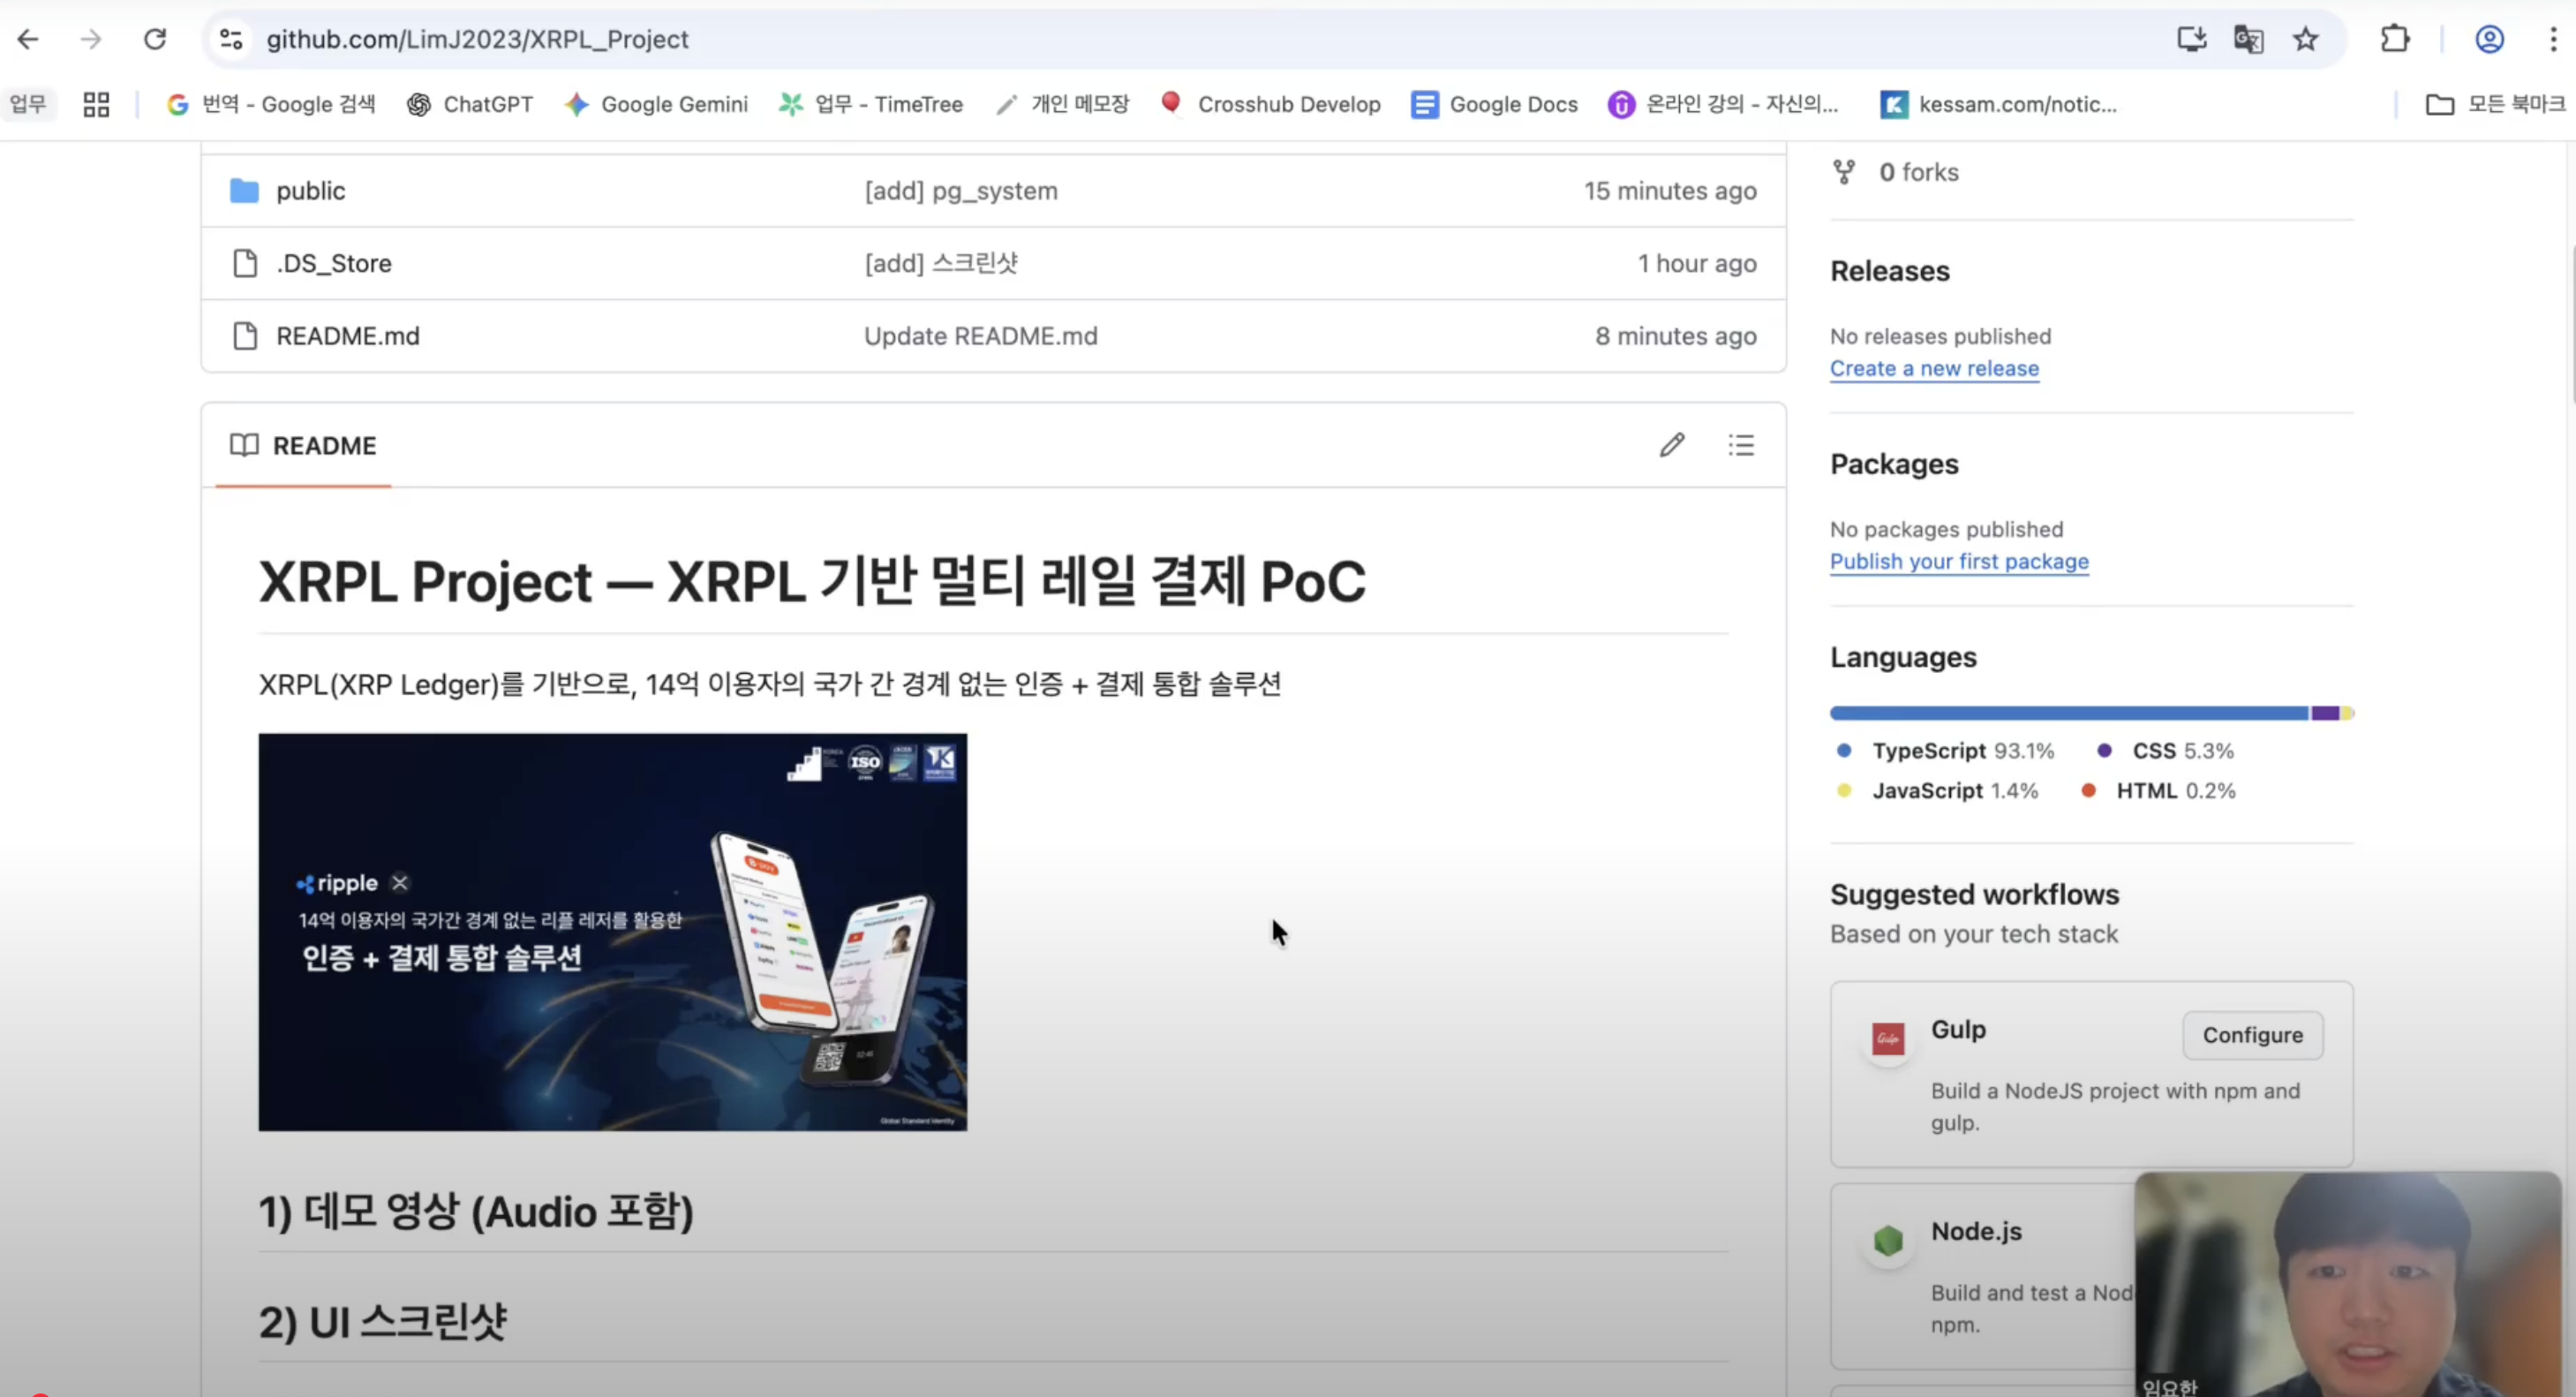 github.com/LimJ2023/XRPL_Project
업무
번역 - Google 검색
ChatGPT
Google Gemini
업무 - TimeTree
개인 메모장
Crosshub Develop
Google Docs
온라인 강의 - 자신의...
kessam.com/notic...
모든 북마크
public [add] pg_system 15 minutes ago
.DS_Store [add] 스크린샷 1 hour ago
README.md Update README.md 8 minutes ago
README
XRPL Project — XRPL 기반 멀티 레일 결제 PoC
XRPL(XRP Ledger)를 기반으로, 14억 이용자의 국가 간 경계 없는 인증 + 결제 통합 솔루션
ISO
ripple X
14억 이용자의 국가간 경계 없는 리플 레저를 활용한
인증 + 결제 통합 솔루션
Global Standard Identity
1) 데모 영상 (Audio 포함)
2) UI 스크린샷
0 forks
Releases
No releases published
Create a new release
Packages
No packages published
Publish your first package
Languages
TypeScript 93.1% CSS 5.3%
JavaScript 1.4% HTML 0.2%
Suggested workflows
Based on your tech stack
Gulp
Gulp
Configure
Build a NodeJS project with npm and
gulp.
Node.js
Build and test a Nod
npm.
임요한